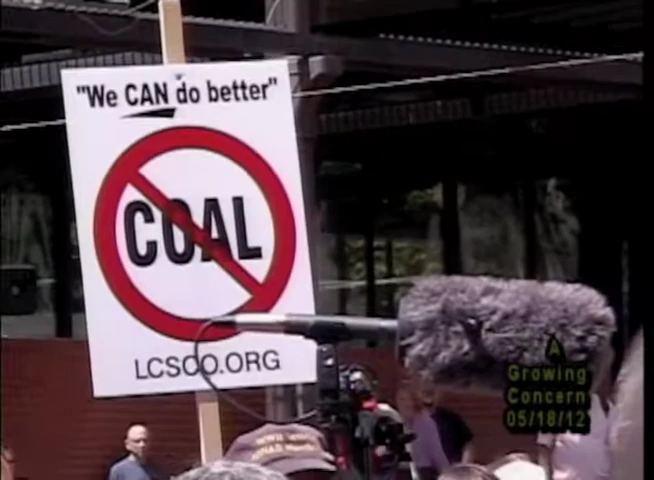 "We CAN do better"
COAL
LCSCO.ORG
A
Growing
Concern
05/18/12